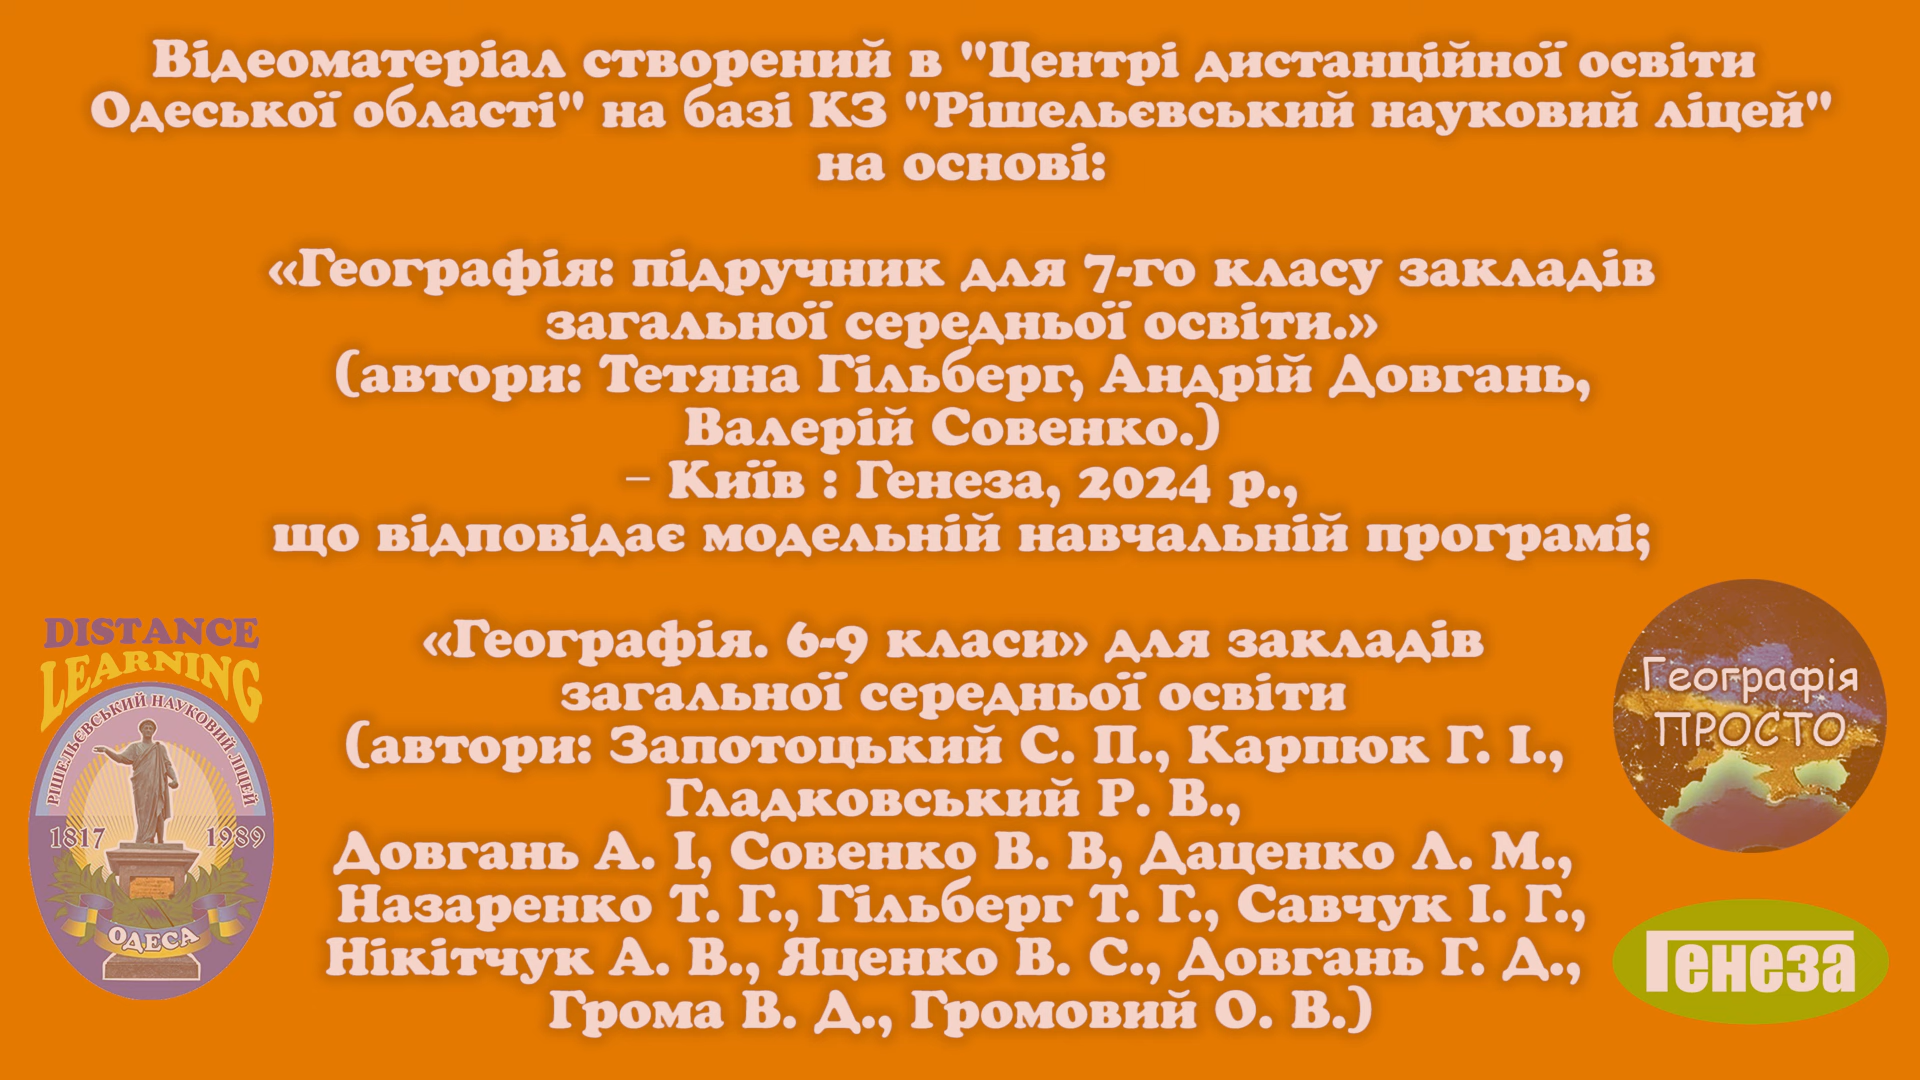 Відеоматеріал створений в "Центрі дистанційної освіти
Одеської області" на базі КЗ "Рішельєвський науковий ліцей"
на основі:
«Географія: підручник для 7-го класу закладів
загальної середньої освіти.»
(автори: Тетяна Гільберг, Андрій Довгань,
Валерій Совенко.)
– Київ : Генеза, 2024 р.,
що відповідає модельній навчальній програмі;
«Географія. 6-9 класи» для закладів
загальної середньої освіти
(автори: Запотоцький С. П., Карпюк Г. І.,
Гладковський Р. В.,
Довгань А. І, Совенко В. В, Даценко Л. М.,
Назаренко Т. Г., Гільберг Т. Г., Савчук І. Г.,
Нікітчук А. В., Яценко В. С., Довгань Г. Д.,
Грома В. Д., Громовий О. В.)
DISTANCE
LEARNING
РІШЕЛЬЄВСЬКИЙ НАУКОВИЙ ЛІЦЕЙ
1817 1989
ОДЕСА
Географія
ПРОСТО
Генеза